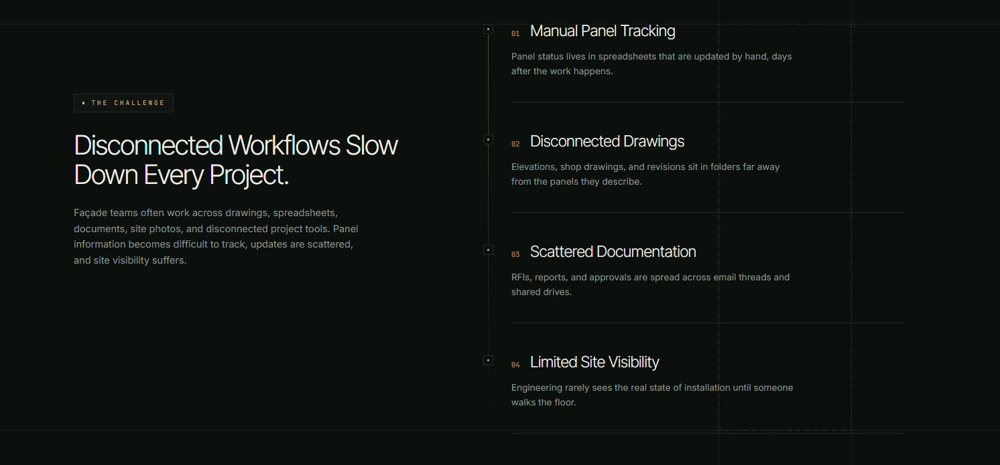 THE CHALLENGE
Disconnected Workflows Slow
Down Every Project.
Façade teams often work across drawings, spreadsheets,
documents, site photos, and disconnected project tools. Panel
information becomes difficult to track, updates are scattered,
and site visibility suffers.
01 Manual Panel Tracking
Panel status lives in spreadsheets that are updated by hand, days
after the work happens.
02 Disconnected Drawings
Elevations, shop drawings, and revisions sit in folders far away
from the panels they describe.
03 Scattered Documentation
RFIs, reports, and approvals are spread across email threads and
shared drives.
04 Limited Site Visibility
Engineering rarely sees the real state of installation until someone
walks the floor.